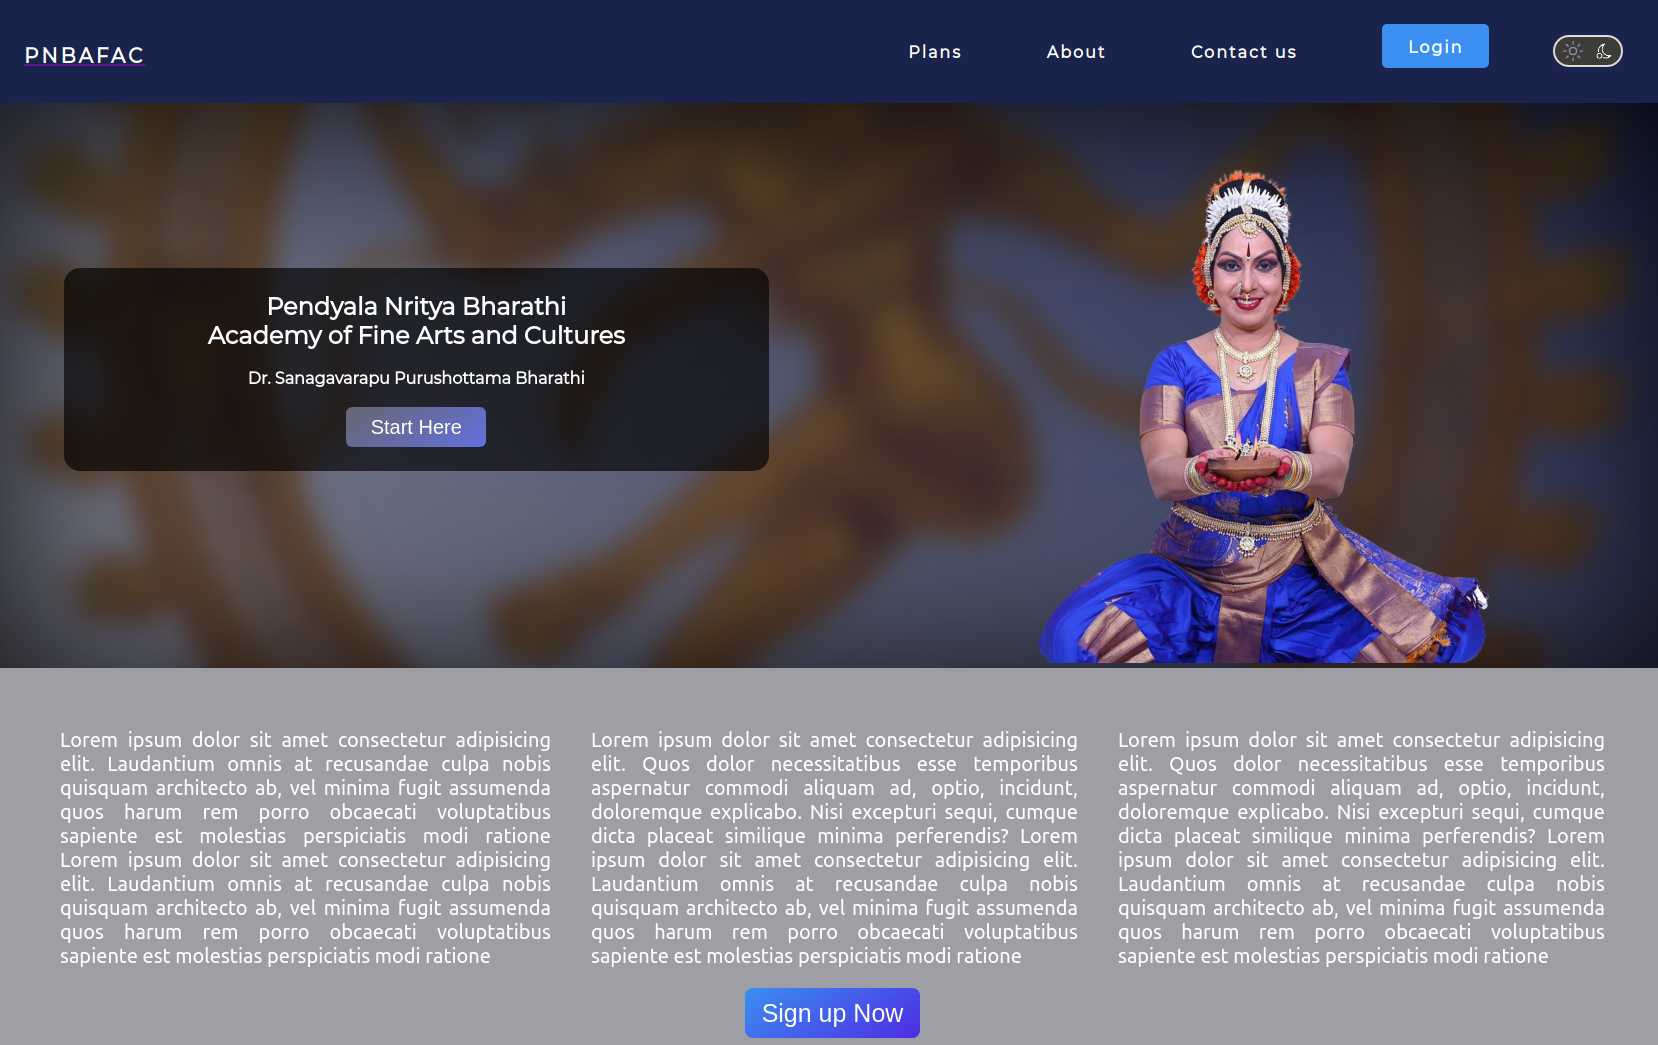 PNBAFAC
Plans
About
Contact us
Login
Pendyala Nritya Bharathi
Academy of Fine Arts and Cultures
Dr. Sanagavarapu Purushottama Bharathi
Start Here
Lorem ipsum dolor sit amet consectetur adipisicing
elit. Laudantium omnis at recusandae culpa nobis
quisquam architecto ab, vel minima fugit assumenda
quos harum rem porro obcaecati voluptatibus
sapiente est molestias perspiciatis modi ratione
Lorem ipsum dolor sit amet consectetur adipisicing
elit. Laudantium omnis at recusandae culpa nobis
quisquam architecto ab, vel minima fugit assumenda
quos harum rem porro obcaecati voluptatibus
sapiente est molestias perspiciatis modi ratione
Lorem ipsum dolor sit amet consectetur adipisicing
elit. Quos dolor necessitatibus esse temporibus
aspernatur commodi aliquam ad, optio, incidunt,
doloremque explicabo. Nisi excepturi sequi, cumque
dicta placeat similique minima perferendis? Lorem
ipsum dolor sit amet consectetur adipisicing elit.
Laudantium omnis at recusandae culpa nobis
quisquam architecto ab, vel minima fugit assumenda
quos harum rem porro obcaecati voluptatibus
sapiente est molestias perspiciatis modi ratione
Lorem ipsum dolor sit amet consectetur adipisicing
elit. Quos dolor necessitatibus esse temporibus
aspernatur commodi aliquam ad, optio, incidunt,
doloremque explicabo. Nisi excepturi sequi, cumque
dicta placeat similique minima perferendis? Lorem
ipsum dolor sit amet consectetur adipisicing elit.
Laudantium omnis at recusandae culpa nobis
quisquam architecto ab, vel minima fugit assumenda
quos harum rem porro obcaecati voluptatibus
sapiente est molestias perspiciatis modi ratione
Sign up Now